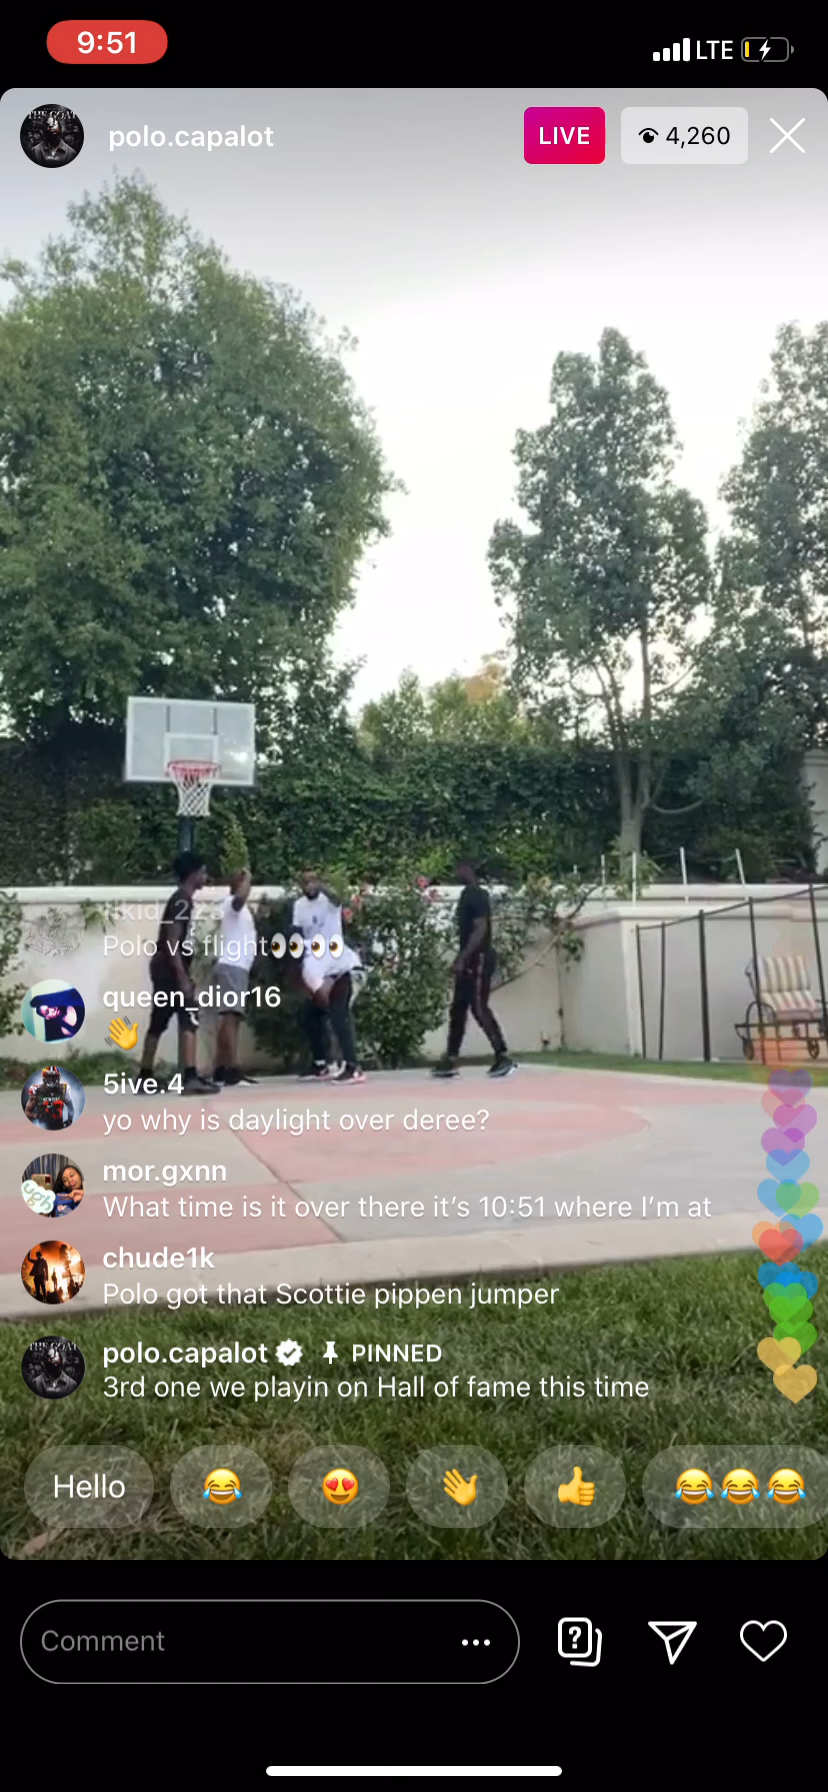 9:51
LTE
polo.capalot
LIVE
4,260
Polo vs flight👀👀
queen_dior16
👋
5ive.4
yo why is daylight over deree?
mor.gxnn
What time is it over there it’s 10:51 where I’m at
chude1k
Polo got that Scottie pippen jumper
polo.capalot PINNED
3rd one we playin on Hall of fame this time
Hello 😂 😍 👋 👍 😂😂😂
Comment